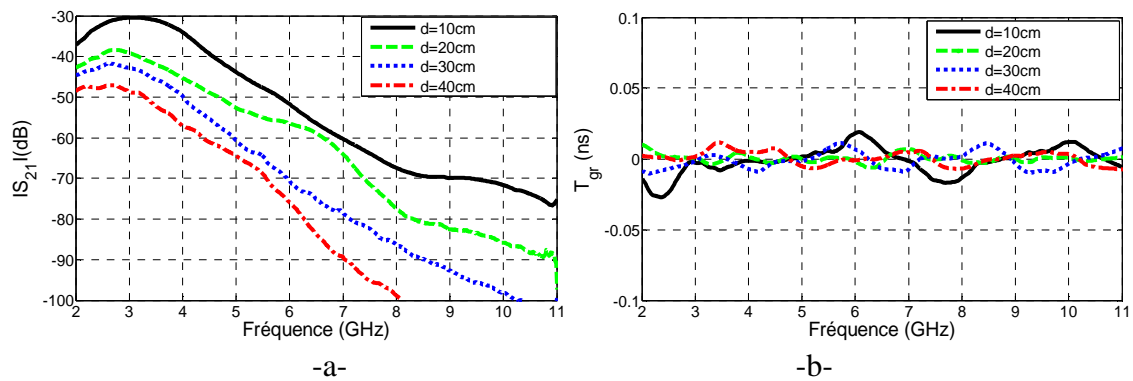 -30
-40
-50
-60
-70
-80
-90
-100
|S21|(dB)
d=10cm
d=20cm
d=30cm
d=40cm
2 3 4 5 6 7 8 9 10 11
Fréquence (GHz)
-a-
0.1
0.05
0
-0.05
-0.1
Tgr (ns)
d=10cm
d=20cm
d=30cm
d=40cm
2 3 4 5 6 7 8 9 10 11
Fréquence (GHz)
-b-